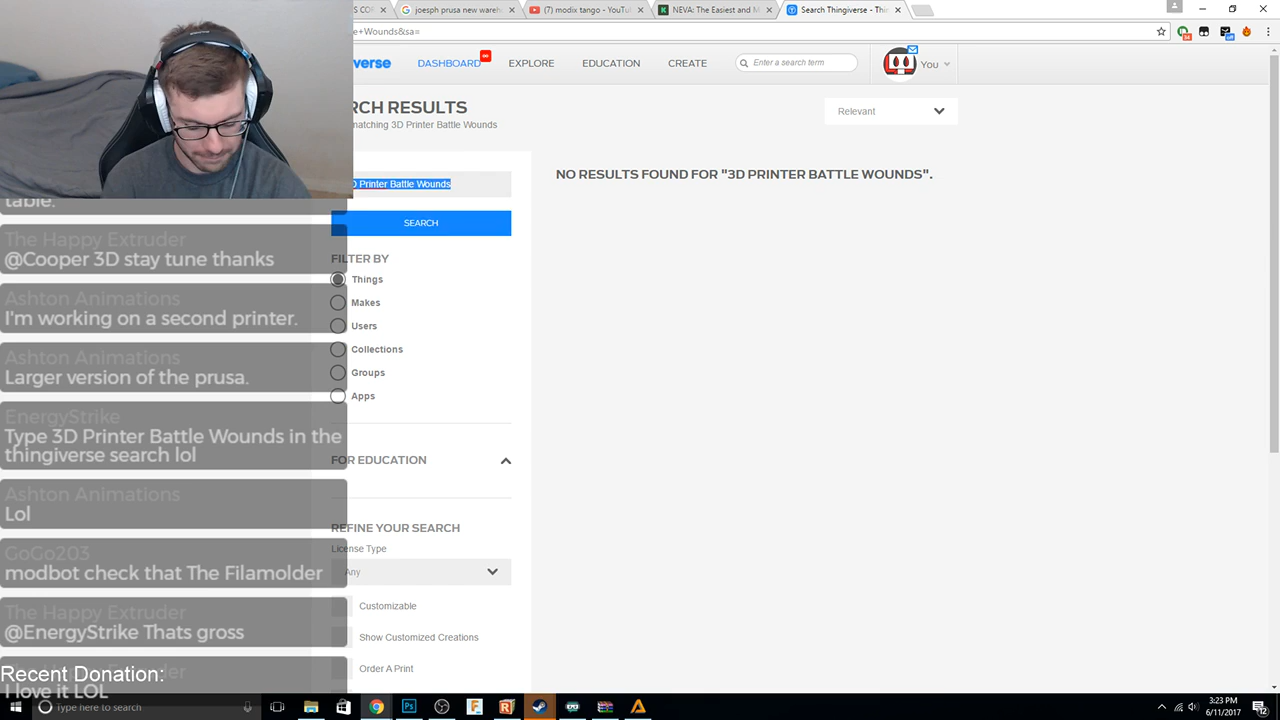 S COF
joesph prusa new wareh
(7) modix tango - YouTu
NEVA: The Easiest and M
Search Thingiverse - Thin
e+Wounds&sa=
verse
DASHBOARD
EXPLORE
EDUCATION
CREATE
Enter a search term
You
RCH RESULTS
matching 3D Printer Battle Wounds
Relevant
D Printer Battle Wounds
NO RESULTS FOUND FOR "3D PRINTER BATTLE WOUNDS".
SEARCH
FILTER BY
Things
Makes
Users
Collections
Groups
Apps
FOR EDUCATION
REFINE YOUR SEARCH
License Type
Any
Customizable
Show Customized Creations
Order A Print
table.
The Happy Extruder
@Cooper 3D stay tune thanks
Ashton Animations
I'm working on a second printer.
Ashton Animations
Larger version of the prusa.
EnergyStrike
Type 3D Printer Battle Wounds in the
thingiverse search lol
Ashton Animations
Lol
GoGo203
modbot check that The Filamolder
The Happy Extruder
@EnergyStrike Thats gross
Recent Donation:
I love it LOL
Type here to search
3:23 PM
6/11/2017
12